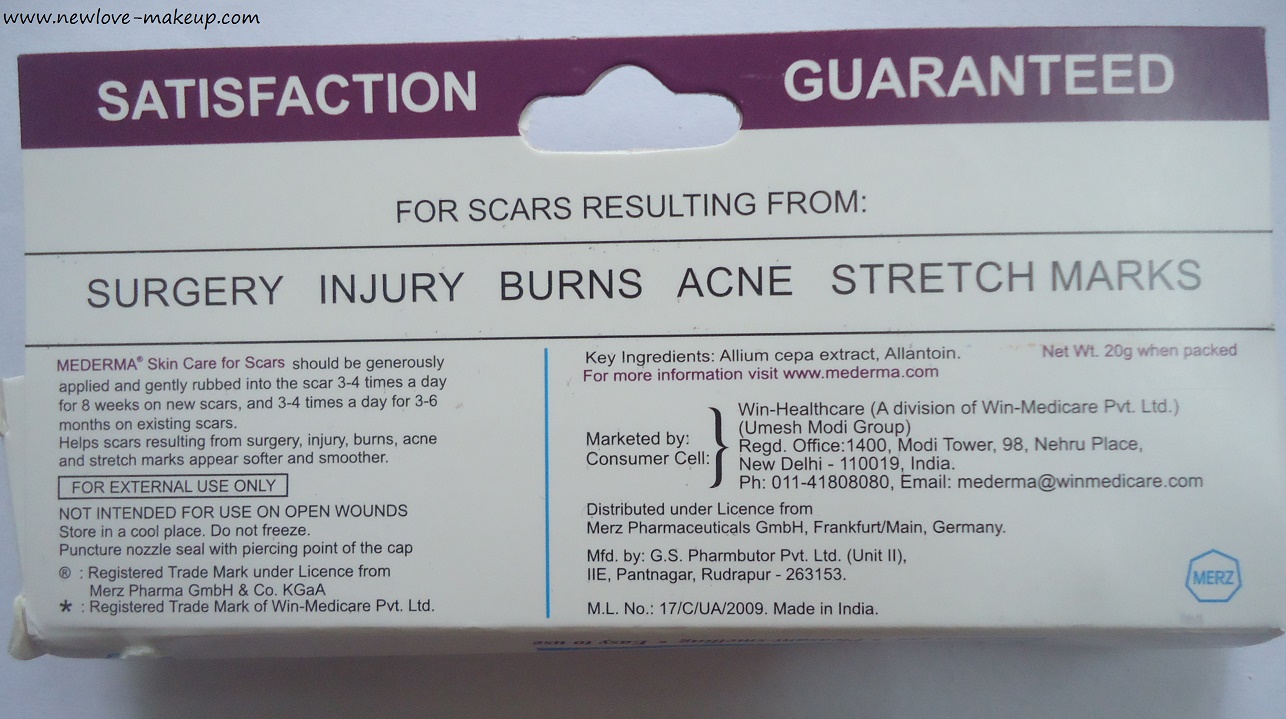 www.newlove-makeup.com
SATISFACTION GUARANTEED
FOR SCARS RESULTING FROM:
SURGERY INJURY BURNS ACNE STRETCH MARKS
MEDERMA® Skin Care for Scars should be generously
applied and gently rubbed into the scar 3-4 times a day
for 8 weeks on new scars, and 3-4 times a day for 3-6
months on existing scars.
Helps scars resulting from surgery, injury, burns, acne
and stretch marks appear softer and smoother.
FOR EXTERNAL USE ONLY
NOT INTENDED FOR USE ON OPEN WOUNDS
Store in a cool place. Do not freeze.
Puncture nozzle seal with piercing point of the cap
® : Registered Trade Mark under Licence from
Merz Pharma GmbH & Co. KGaA
* : Registered Trade Mark of Win-Medicare Pvt. Ltd.
Key Ingredients: Allium cepa extract, Allantoin.
Net Wt. 20g when packed
For more information visit www.mederma.com
Marketed by:
Consumer Cell:
Win-Healthcare (A division of Win-Medicare Pvt. Ltd.)
(Umesh Modi Group)
Regd. Office:1400, Modi Tower, 98, Nehru Place,
New Delhi - 110019, India.
Ph: 011-41808080, Email: mederma@winmedicare.com
Distributed under Licence from
Merz Pharmaceuticals GmbH, Frankfurt/Main, Germany.
Mfd. by: G.S. Pharmbutor Pvt. Ltd. (Unit II),
IIE, Pantnagar, Rudrapur - 263153.
M.L. No.: 17/C/UA/2009. Made in India.
MERZ
• Easy to use